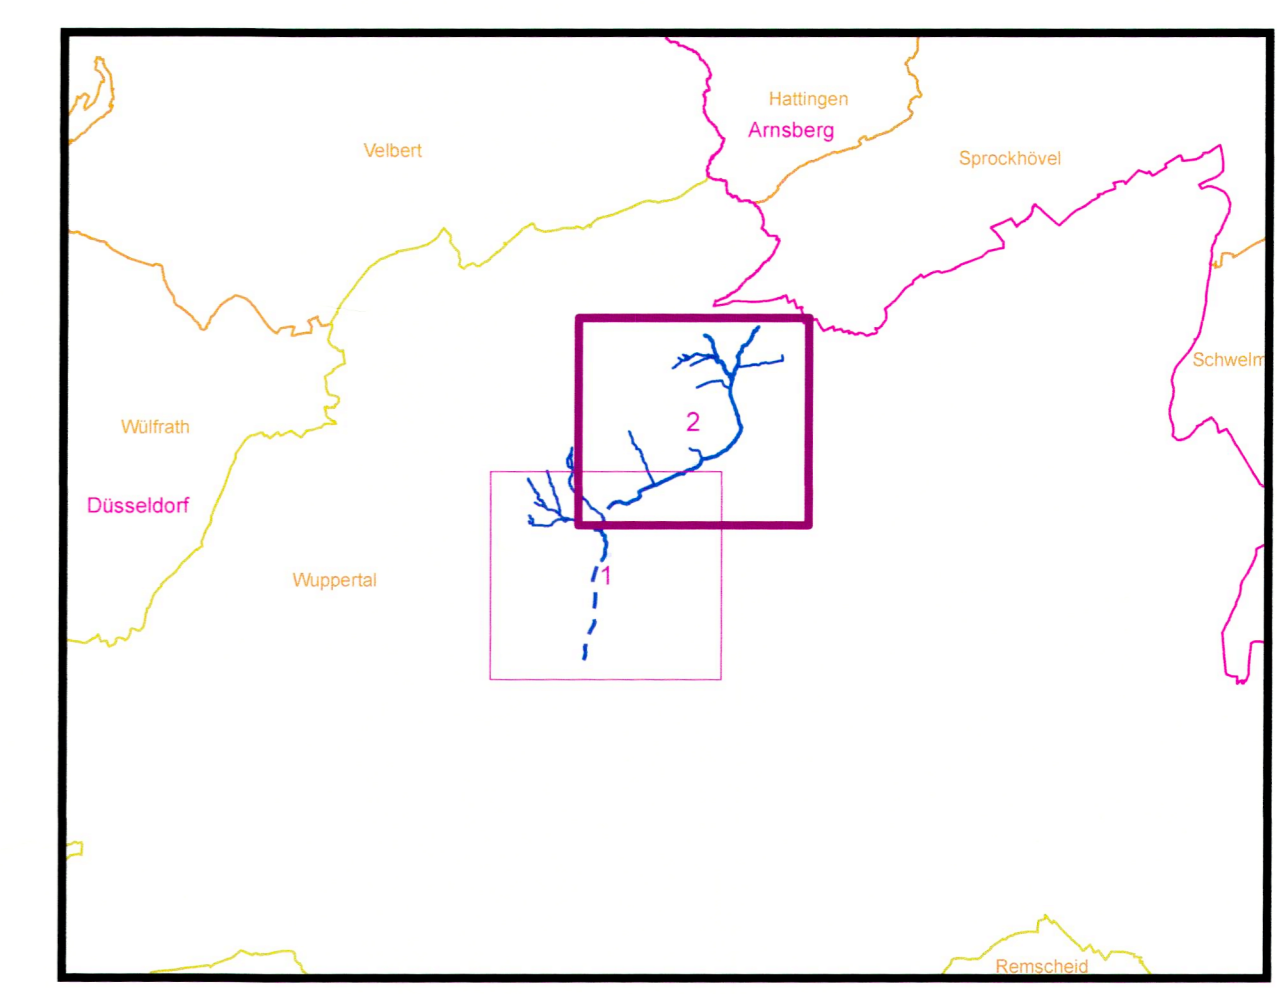 Hattingen
Arnsberg
Velbert
Sprockhövel
Schwelm
2
Wülfrath
Düsseldorf
1
Wuppertal
Remscheid